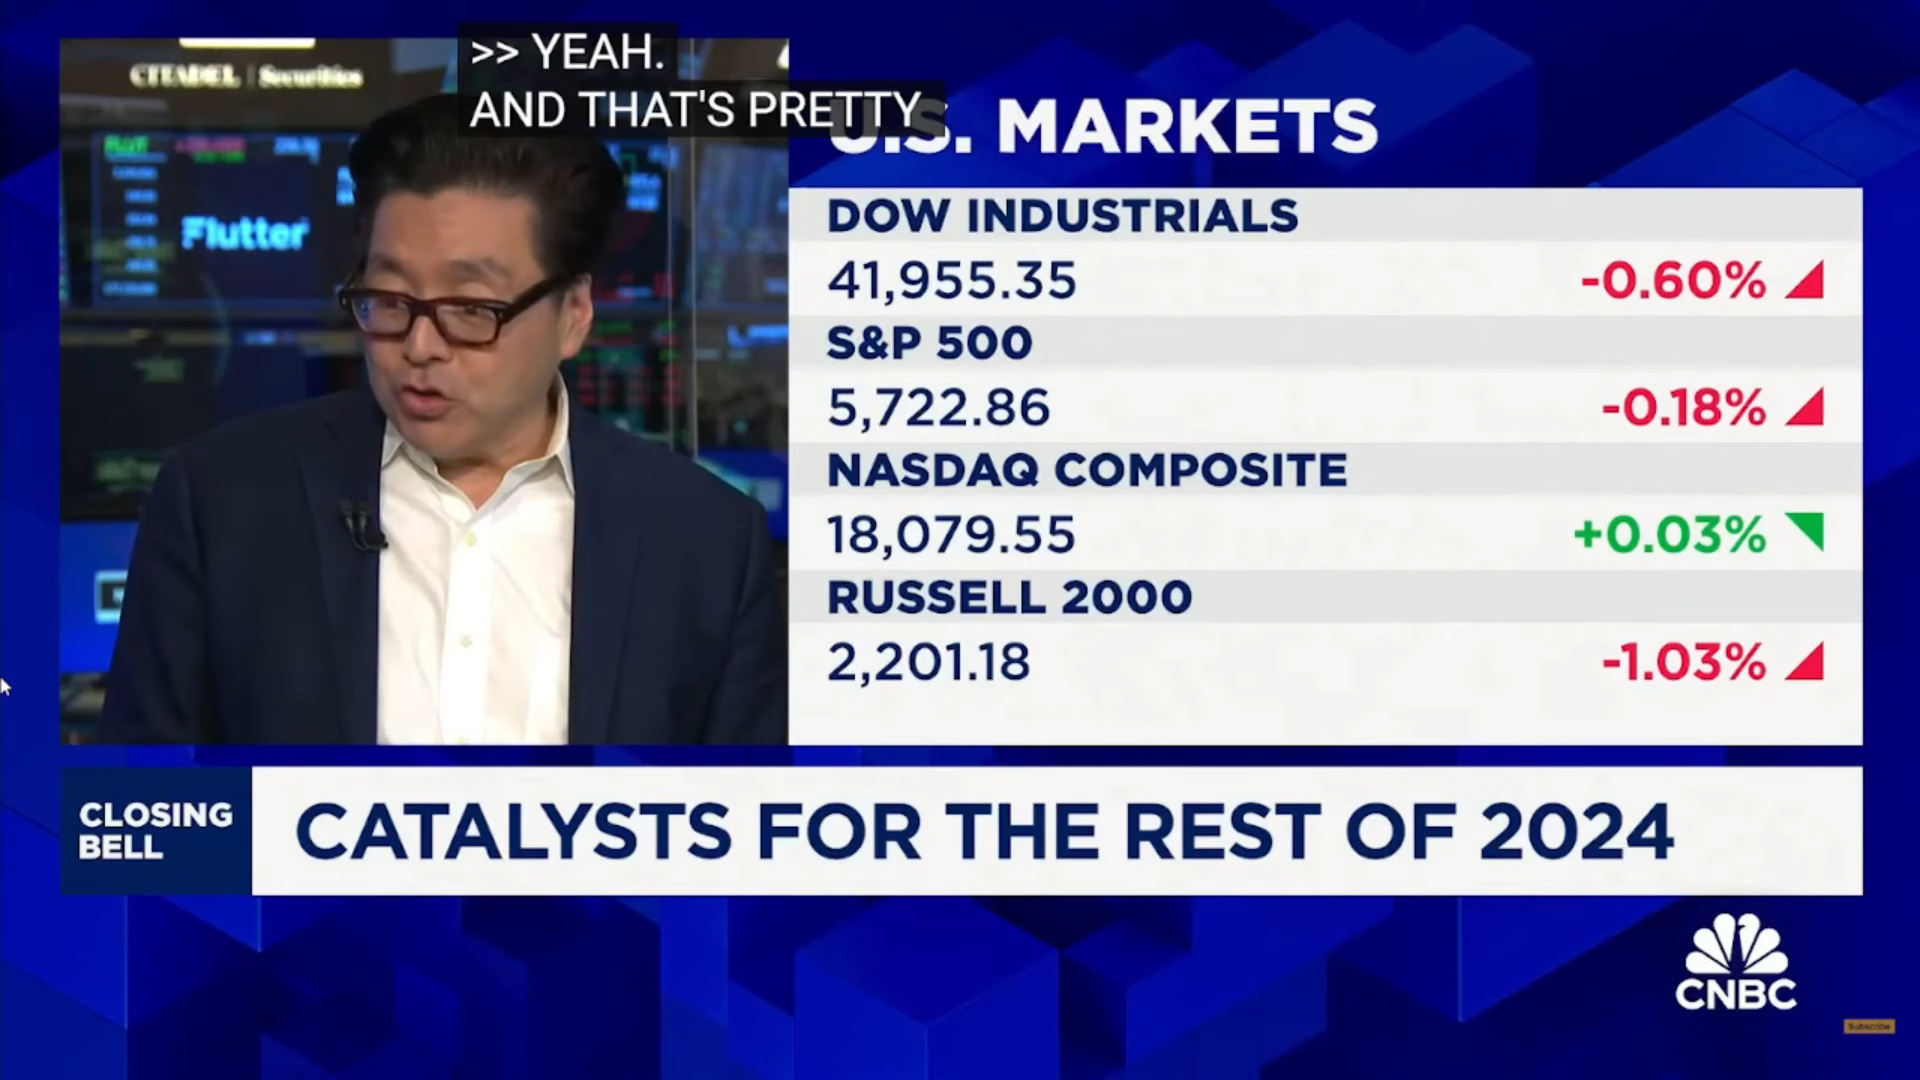 >> YEAH.
AND THAT'S PRETTY
U.S. MARKETS
CITADEL | Securities
Flutter
DOW INDUSTRIALS
41,955.35 -0.60%
S&P 500
5,722.86 -0.18%
NASDAQ COMPOSITE
18,079.55 +0.03%
RUSSELL 2000
2,201.18 -1.03%
CLOSING
BELL
CATALYSTS FOR THE REST OF 2024
CNBC
Subscribe